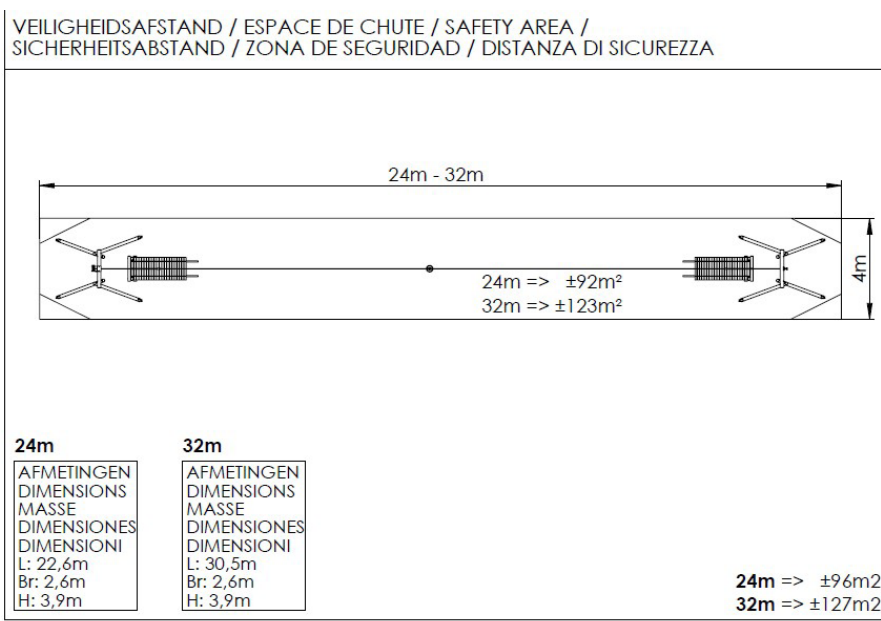 VEILIGHEIDSAFSTAND / ESPACE DE CHUTE / SAFETY AREA /
SICHERHEITSABSTAND / ZONA DE SEGURIDAD / DISTANZA DI SICUREZZA
24m - 32m
4m
24m => ±92m²
32m => ±123m²
24m
AFMETINGEN
DIMENSIONS
MASSE
DIMENSIONES
DIMENSIONI
L: 22,6m
Br: 2,6m
H: 3,9m
32m
AFMETINGEN
DIMENSIONS
MASSE
DIMENSIONES
DIMENSIONI
L: 30,5m
Br: 2,6m
H: 3,9m
24m => ±96m2
32m => ±127m2